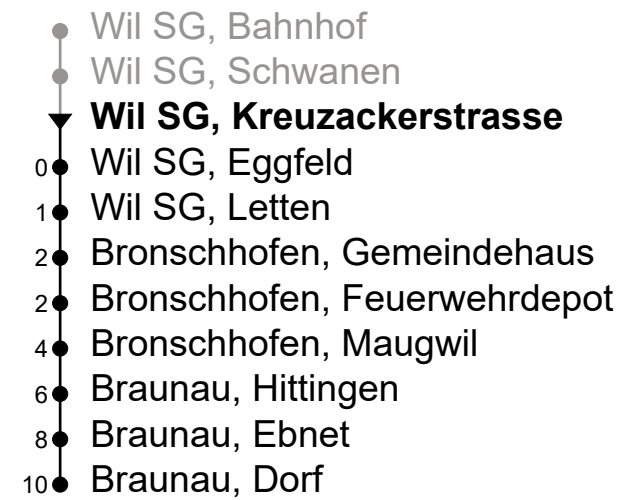 Wil SG, Bahnhof
Wil SG, Schwanen
Wil SG, Kreuzackerstrasse
0 Wil SG, Eggfeld
1 Wil SG, Letten
2 Bronschhofen, Gemeindehaus
2 Bronschhofen, Feuerwehrdepot
4 Bronschhofen, Maugwil
6 Braunau, Hittingen
8 Braunau, Ebnet
10 Braunau, Dorf